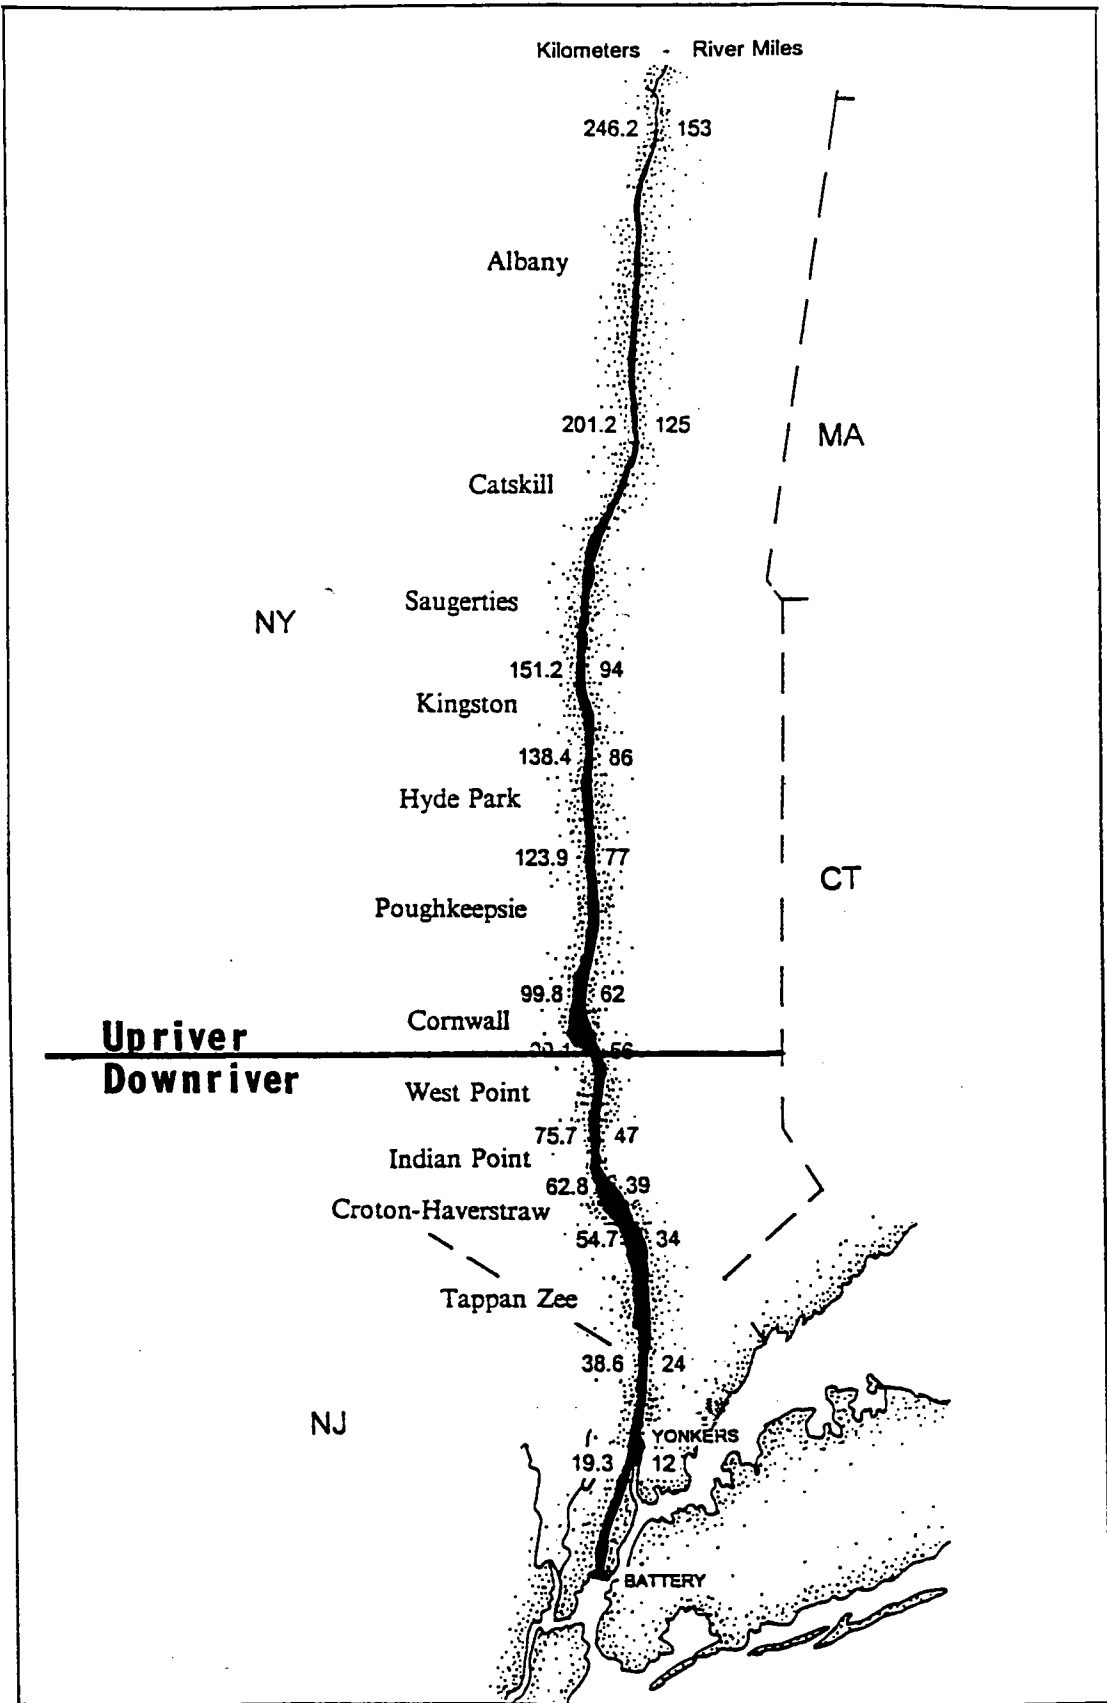 Kilometers - River Miles
246.2 153
Albany
201.2 125
MA
Catskill
Saugerties
NY
151.2 94
Kingston
138.4 86
Hyde Park
123.9 77
CT
Poughkeepsie
99.8 62
Cornwall
Upriver
56
Downriver
West Point
75.7 47
Indian Point
62.8 39
Croton-Haverstraw
54.7 34
Tappan Zee
38.6 24
NJ
YONKERS
19.3 12
BATTERY